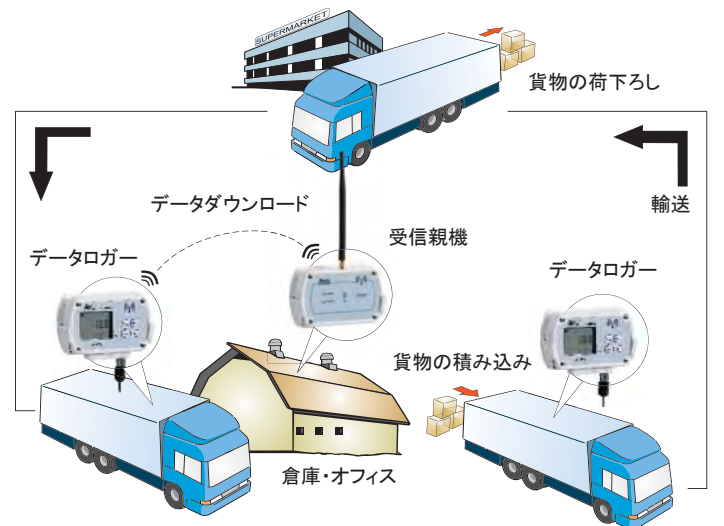 SUPERMARKET
貨物の荷下ろし
データダウンロード
輸送
受信親機
データロガー
データロガー
貨物の積み込み
倉庫・オフィス